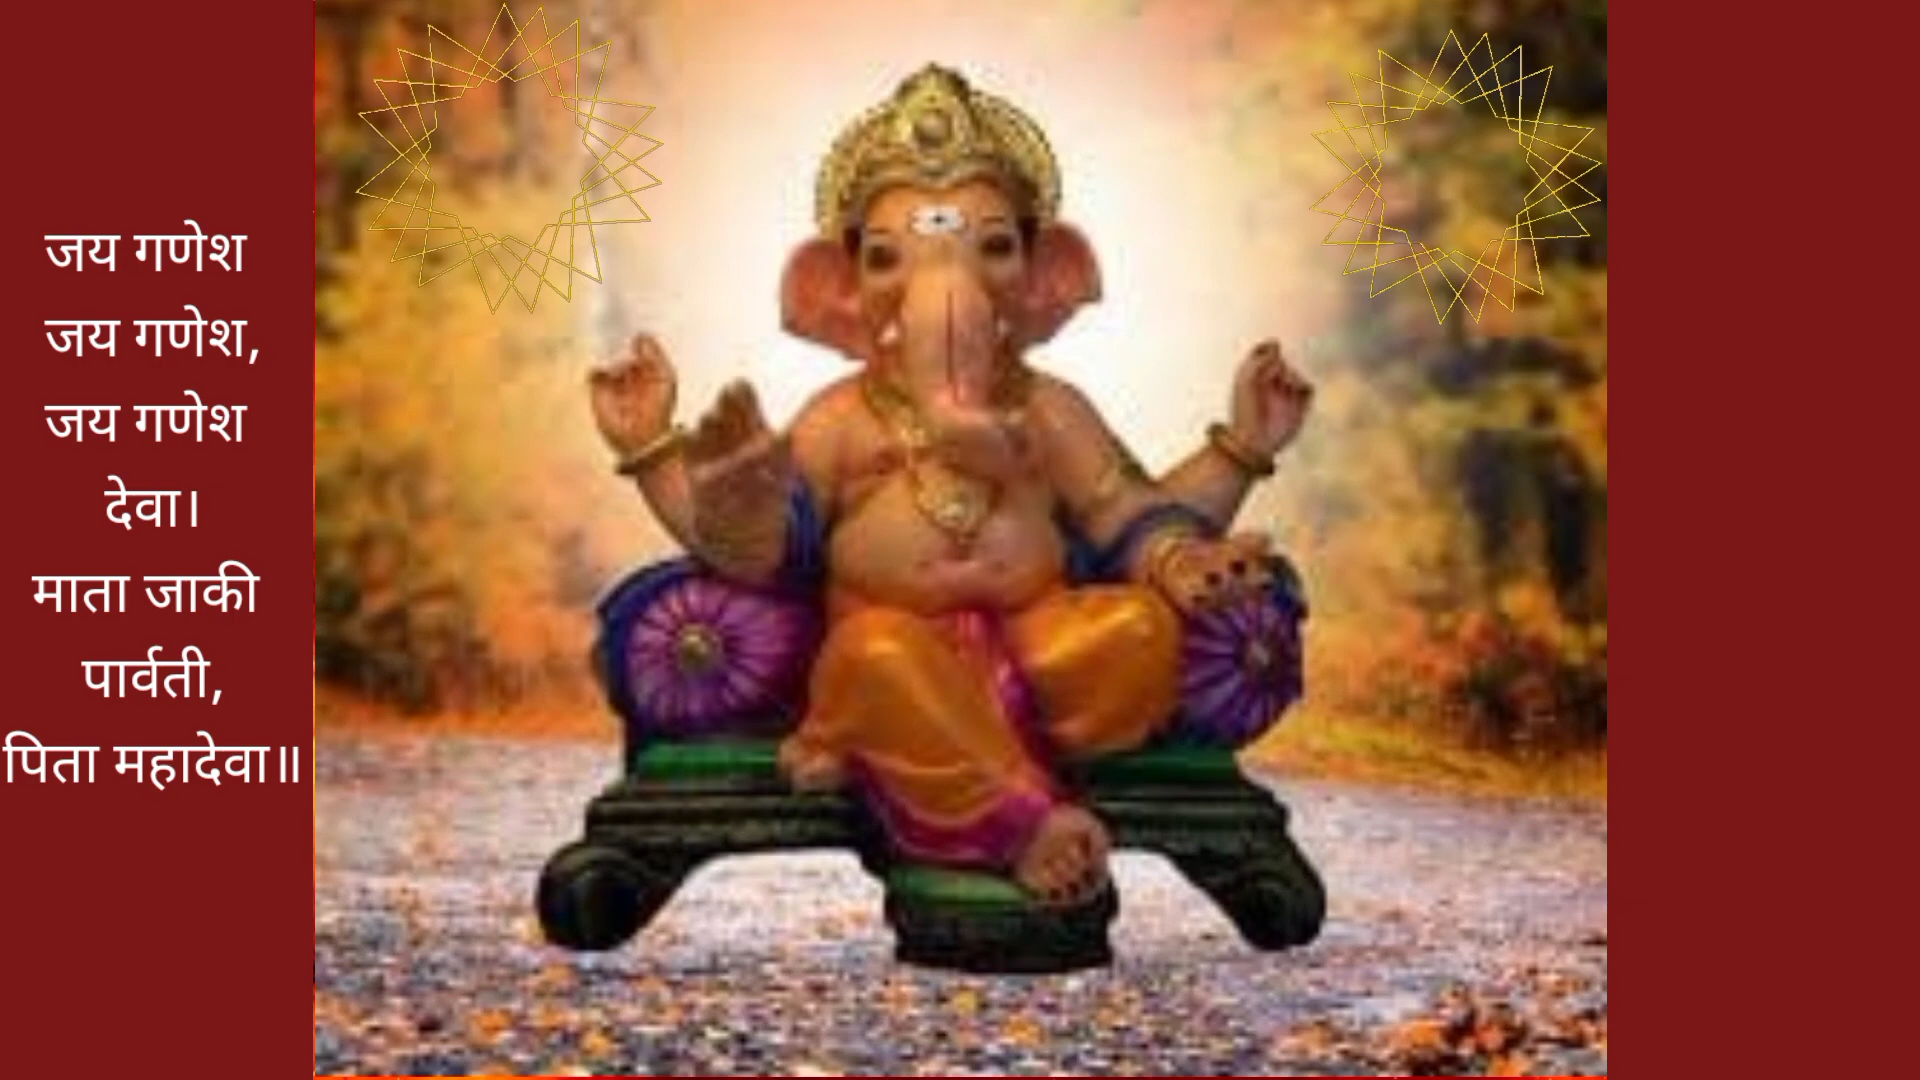 जय गणेश
जय गणेश,
जय गणेश
देवा।
माता जाकी
पार्वती,
पिता महादेवा॥